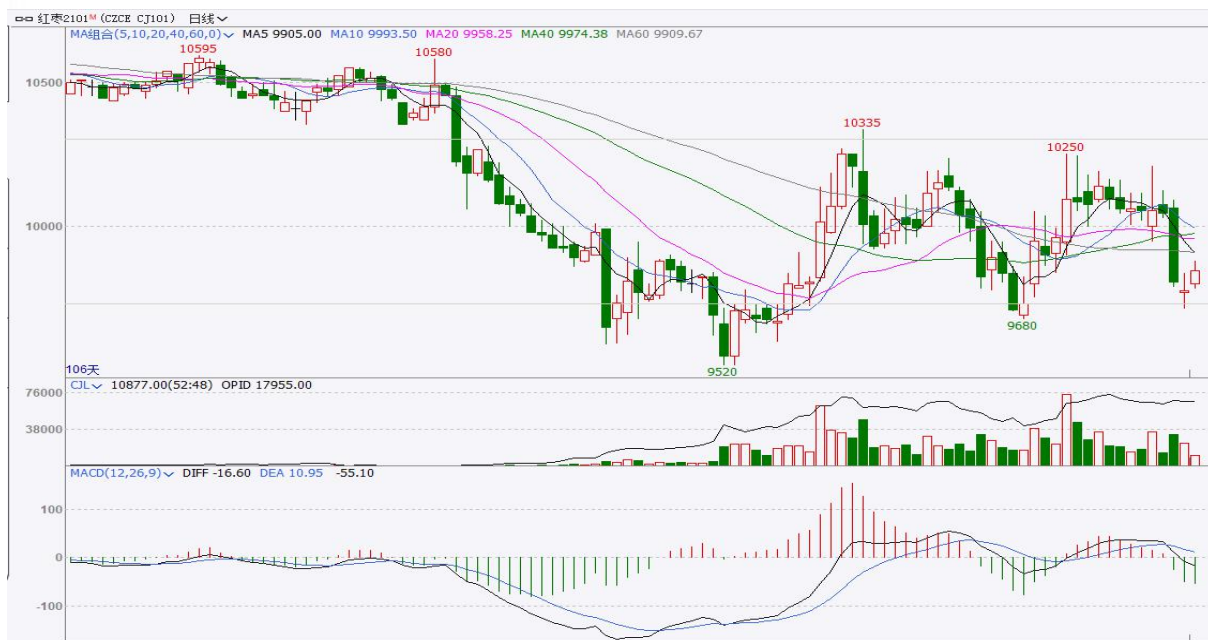 红枣2101M (CZCE CJ101) 日线
MA组合(5,10,20,40,60,0) MA5 9905.00 MA10 9993.50 MA20 9958.25 MA40 9974.38 MA60 9909.67
10595
10580
10500
10335
10250
10000
9680
9520
106天
CJL 10877.00(52:48) OPID 17955.00
76000
38000
MACD(12,26,9) DIFF -16.60 DEA 10.95 -55.10
100
0
-100